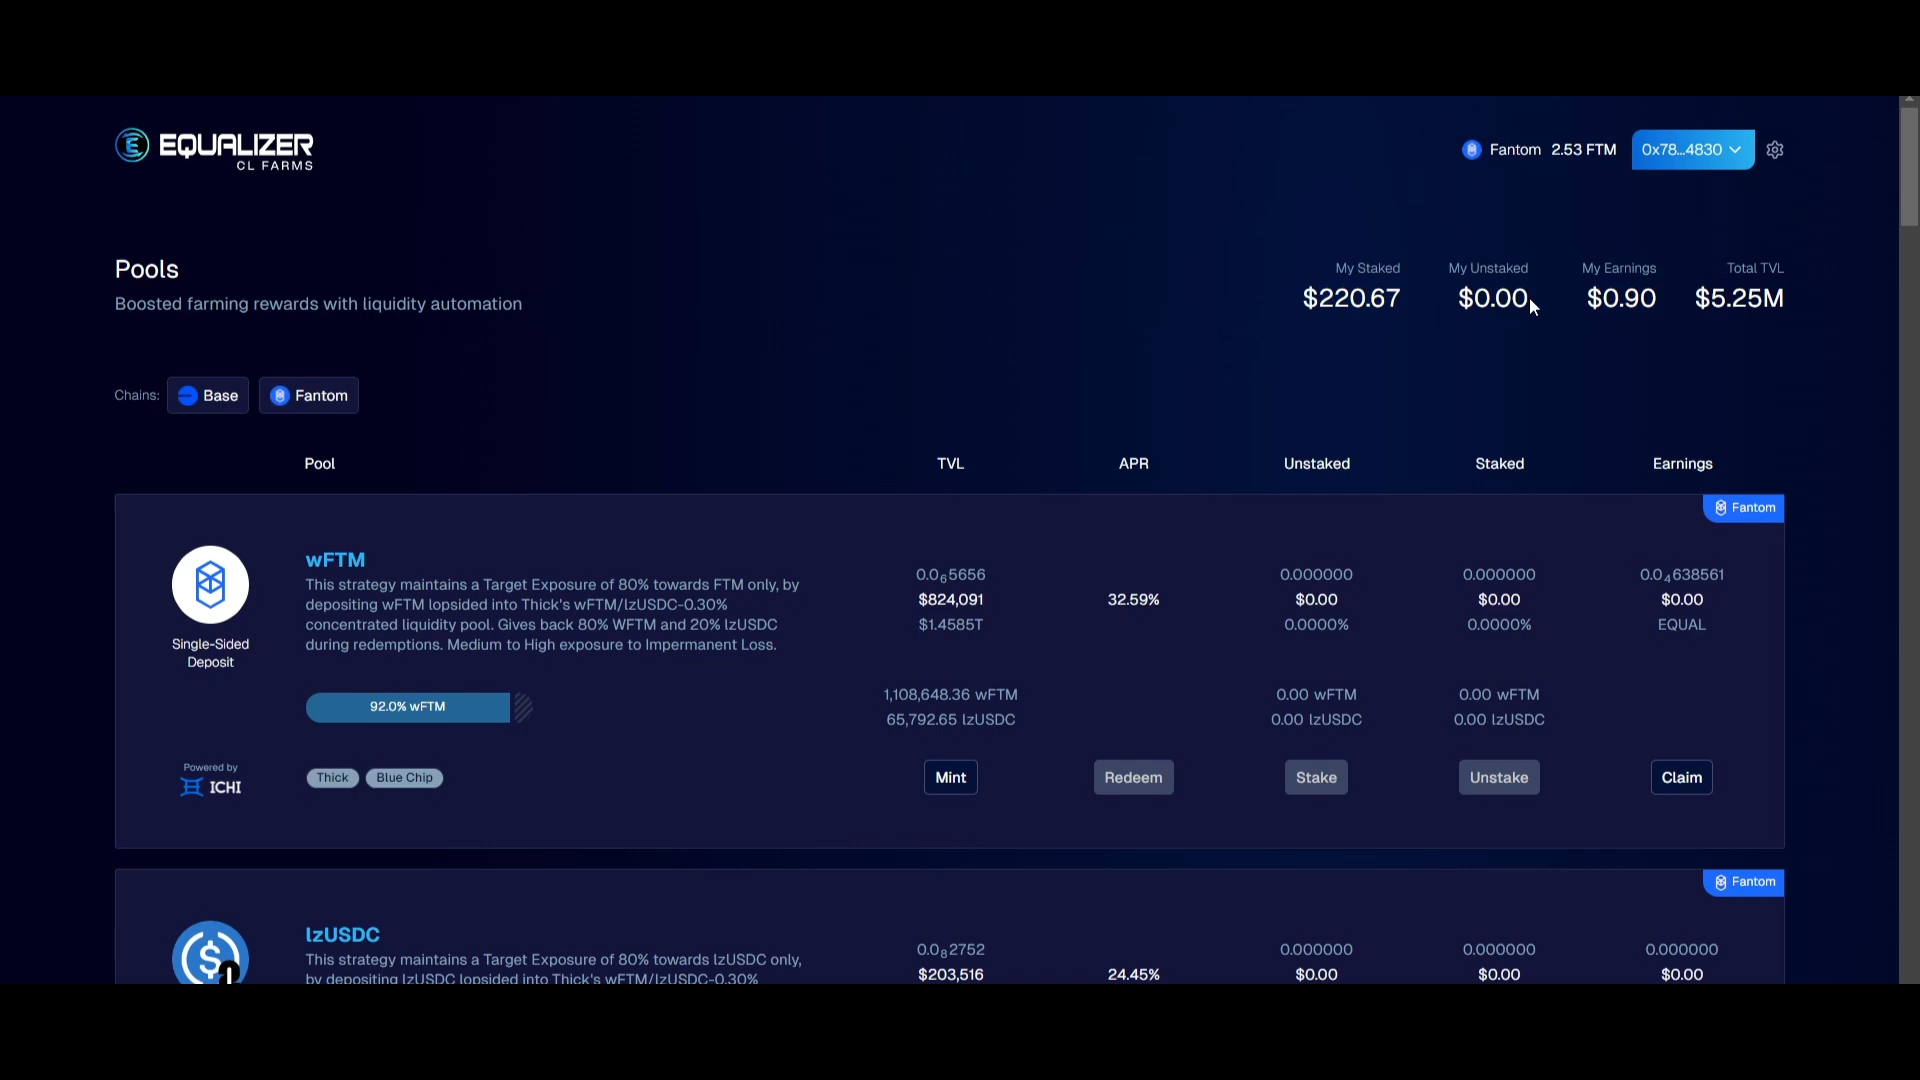 EQUALIZER
CL FARMS
Fantom 2.53 FTM 0x78...4830
Pools
Boosted farming rewards with liquidity automation
My Staked My Unstaked My Earnings Total TVL
$220.67 $0.00 $0.90 $5.25M
Chains: Base Fantom
Pool TVL APR Unstaked Staked Earnings
Fantom
wFTM
This strategy maintains a Target Exposure of 80% towards FTM only, by
depositing wFTM lopsided into Thick's wFTM/lzUSDC-0.30%
concentrated liquidity pool. Gives back 80% WFTM and 20% lzUSDC
during redemptions. Medium to High exposure to Impermanent Loss.
Single-Sided
Deposit
0.0₆5656 0.000000 0.000000 0.0₄638561
$824,091 32.59% $0.00 $0.00 $0.00
$1.4585T 0.0000% 0.0000% EQUAL
92.0% wFTM
1,108,648.36 wFTM 0.00 wFTM 0.00 wFTM
65,792.65 lzUSDC 0.00 lzUSDC 0.00 lzUSDC
Powered by
ICHI
Thick Blue Chip
Mint Redeem Stake Unstake Claim
Fantom
lzUSDC
This strategy maintains a Target Exposure of 80% towards lzUSDC only,
by depositing lzUSDC lopsided into Thick's wFTM/lzUSDC-0.30%
0.0₈2752 0.000000 0.000000 0.000000
$203,516 24.45% $0.00 $0.00 $0.00